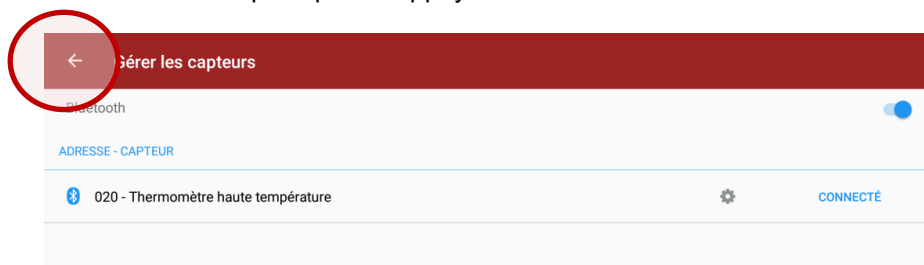 Gérer les capteurs
Bluetooth
ADRESSE - CAPTEUR
020 - Thermomètre haute température
CONNECTÉ